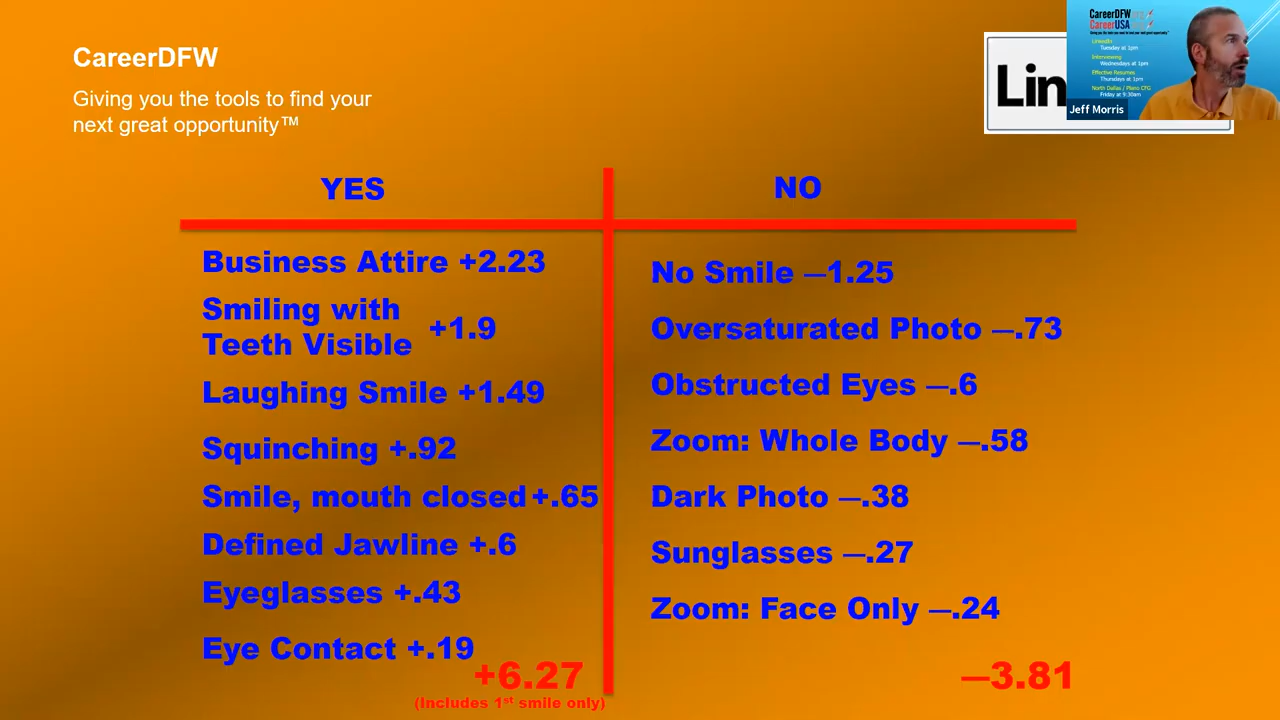 CareerDFW
Giving you the tools to find your
next great opportunity™
Lin
CareerDFW
CareerUSA
LinkedIn
Tuesday at 1pm
Interviewing
Wednesdays at 1pm
Effective Resumes
Thursdays at 1pm
North Dallas / Plano CFG
Friday at 9:30am
Jeff Morris
YES
NO
Business Attire +2.23
Smiling with
Teeth Visible +1.9
Laughing Smile +1.49
Squinching +.92
Smile, mouth closed +.65
Defined Jawline +.6
Eyeglasses +.43
Eye Contact +.19
+6.27
(Includes 1st smile only)
No Smile —1.25
Oversaturated Photo —.73
Obstructed Eyes —.6
Zoom: Whole Body —.58
Dark Photo —.38
Sunglasses —.27
Zoom: Face Only —.24
—3.81